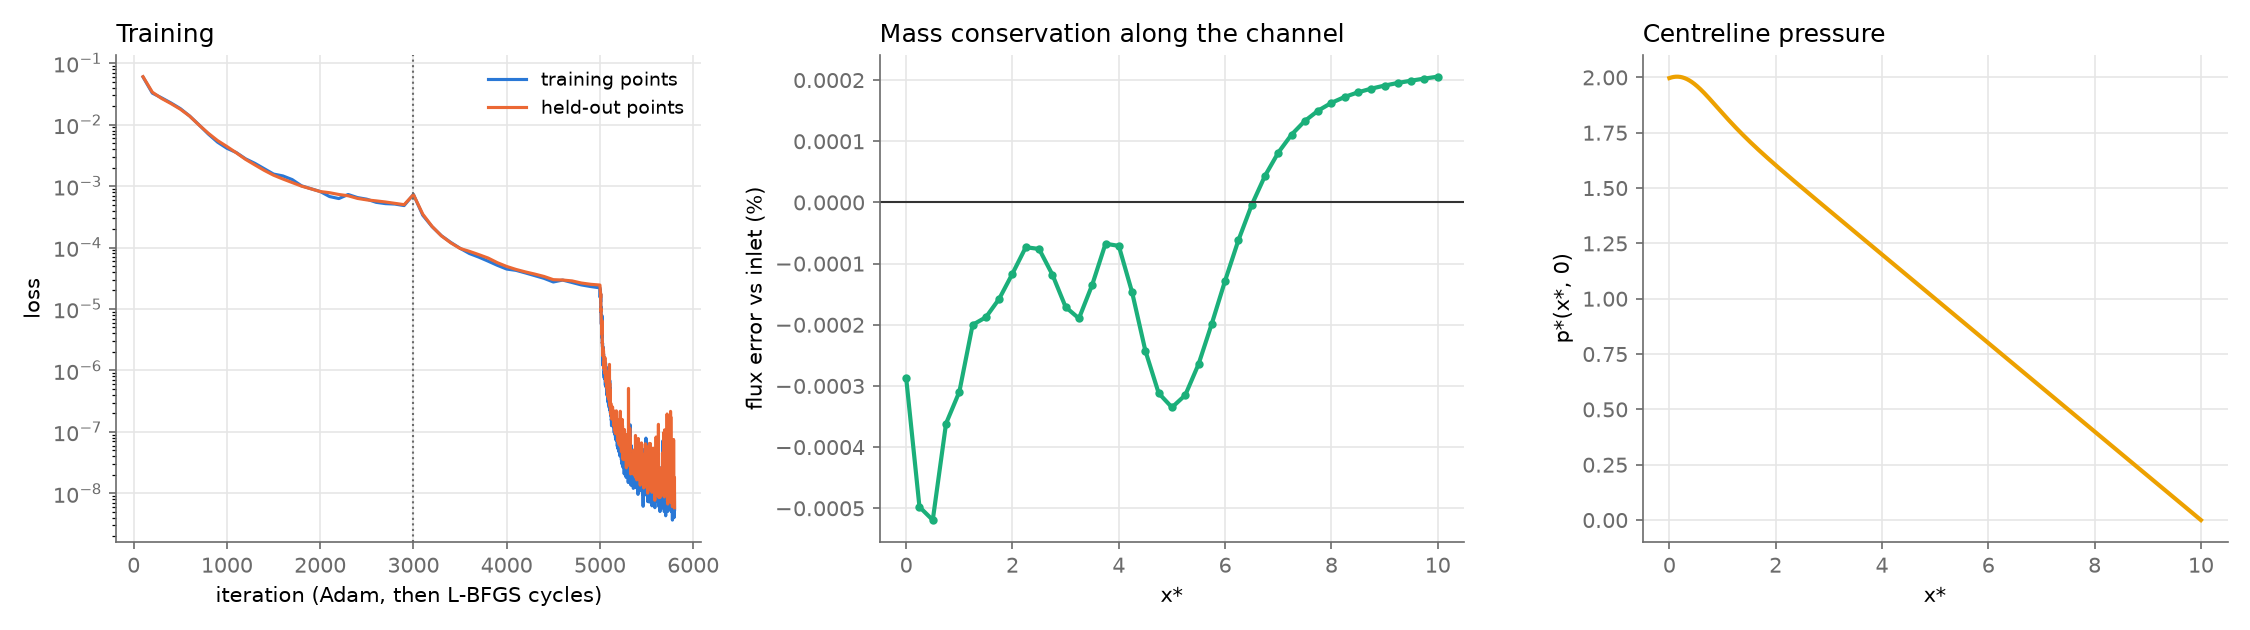 Training
10⁻¹
10⁻²
10⁻³
10⁻⁴
10⁻⁵
10⁻⁶
10⁻⁷
10⁻⁸
loss
training points
held-out points
0 1000 2000 3000 4000 5000 6000
iteration (Adam, then L-BFGS cycles)
Mass conservation along the channel
0.0002
0.0001
0.0000
−0.0001
−0.0002
−0.0003
−0.0004
−0.0005
flux error vs inlet (%)
0 2 4 6 8 10
x*
Centreline pressure
2.00
1.75
1.50
1.25
1.00
0.75
0.50
0.25
0.00
p*(x*, 0)
0 2 4 6 8 10
x*